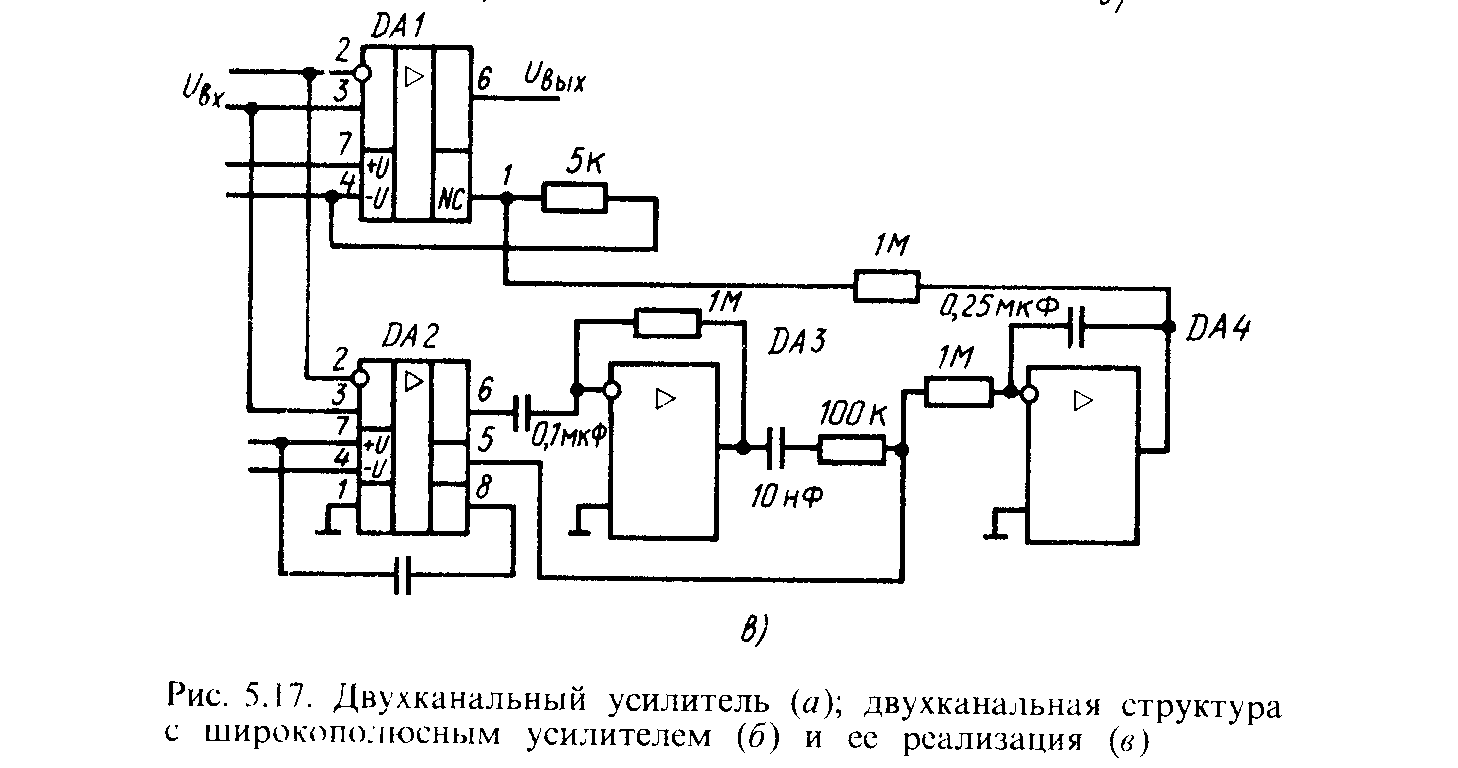 б)
DA1
2
3
7
4
Uвх
+U
-U
NC
6
Uвых
1
5К
1М
0,25мкФ
DA4
DA2
2
3
7
4
1
+U
-U
6
5
8
0,1мкФ
1М
DA3
10нФ
100К
1М
в)
Рис. 5.17. Двухканальный усилитель (а); двухканальная структура
с широкополюсным усилителем (б) и ее реализация (в)